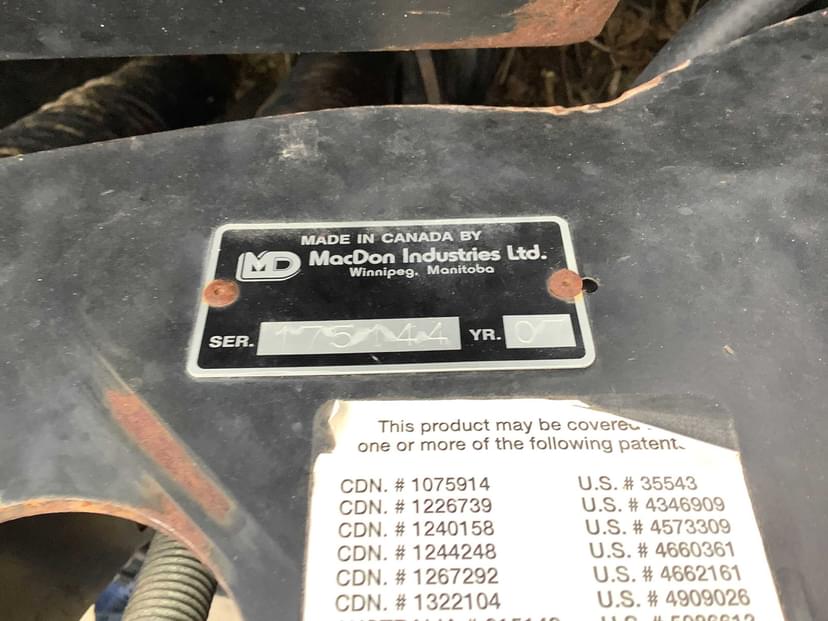 MADE IN CANADA BY
MD MacDon Industries Ltd.
Winnipeg, Manitoba
SER. 175144 YR. 07
This product may be covered
one or more of the following
CDN. # 1075914 U.S. # 35543
CDN. # 1226739 U.S. # 4346909
CDN. # 1240158 U.S. # 4573309
CDN. # 1244248 U.S. # 4660361
CDN. # 1267292 U.S. # 4662161
CDN. # 1322104 U.S. # 4909026